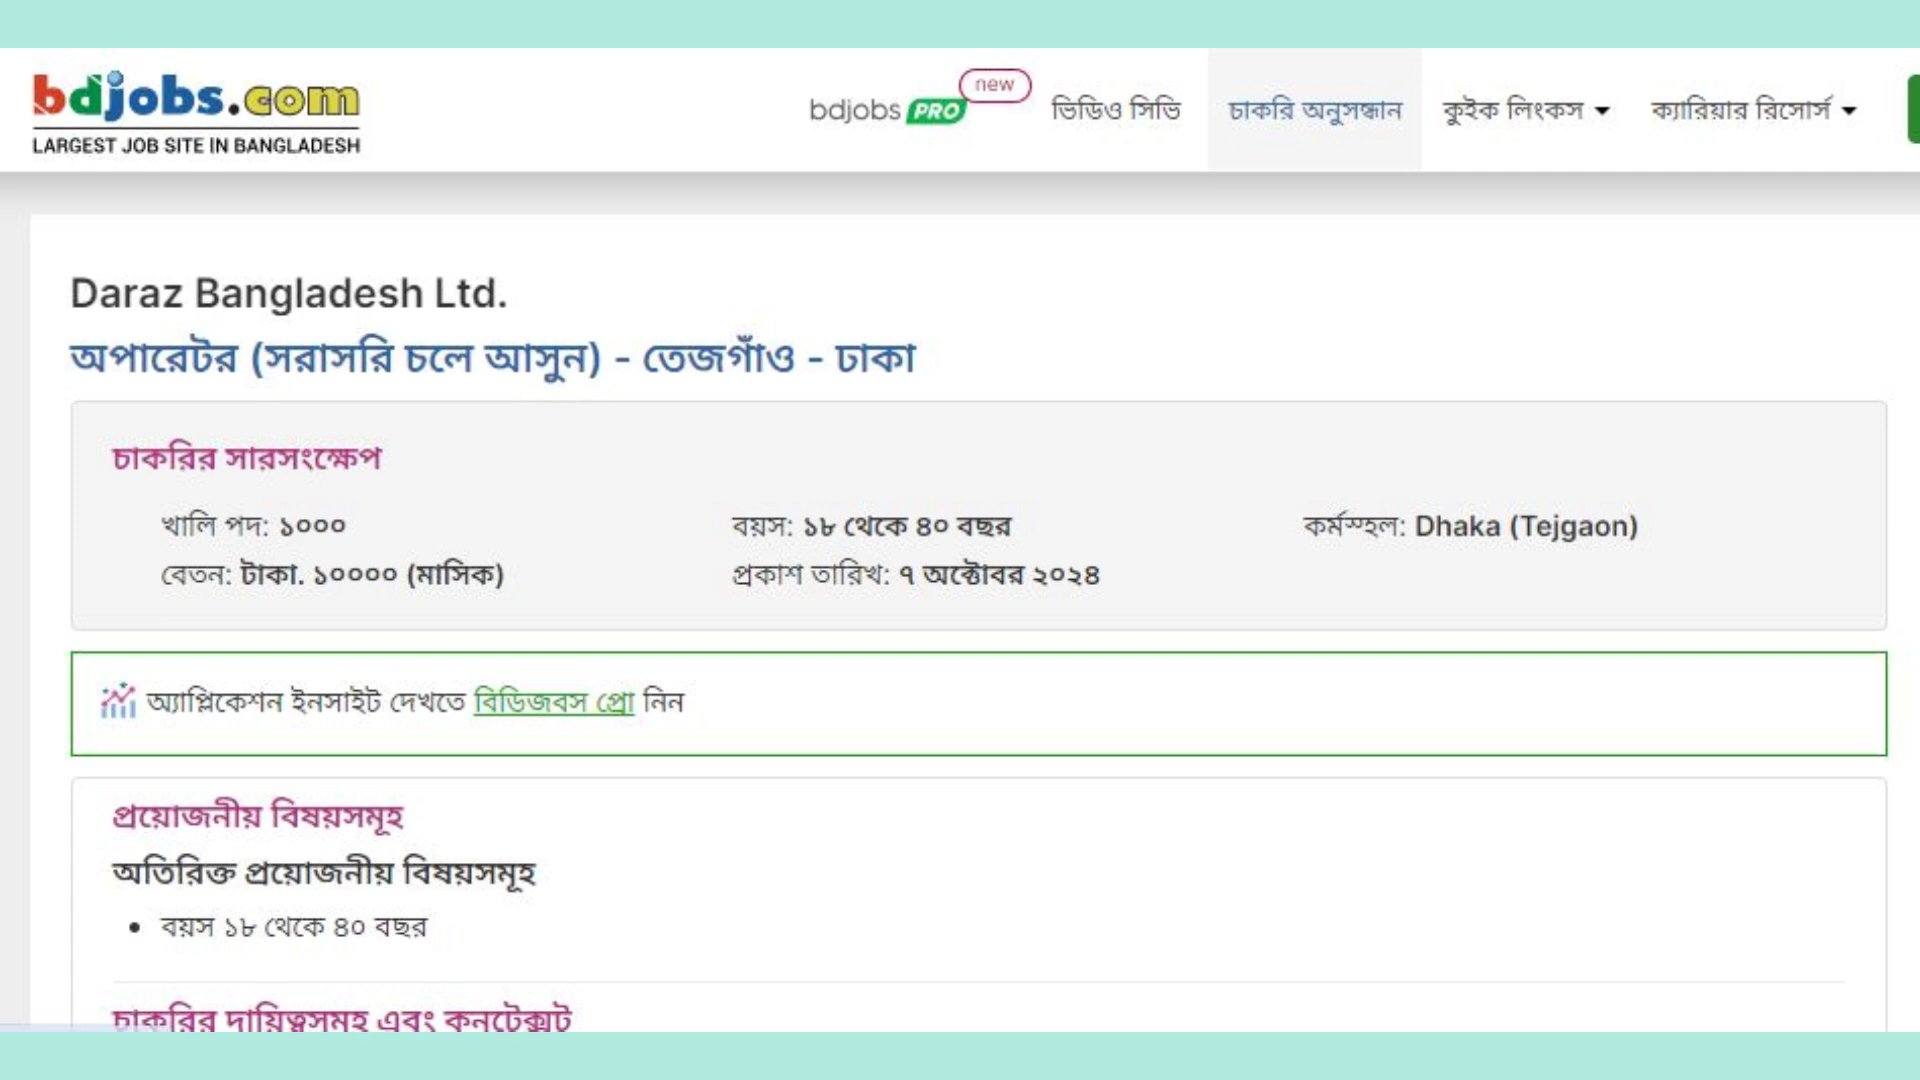 bdjobs.com
LARGEST JOB SITE IN BANGLADESH
bdjobs PRO new ভিডিও সিভি চাকরি অনুসন্ধান কুইক লিংকস ক্যারিয়ার রিসোর্স
Daraz Bangladesh Ltd.
অপারেটর (সরাসরি চলে আসুন) - তেজগাঁও - ঢাকা
চাকরির সারসংক্ষেপ
খালি পদ: ১০০০ বয়স: ১৮ থেকে ৪০ বছর কর্মস্হল: Dhaka (Tejgaon)
বেতন: টাকা. ১০০০০ (মাসিক) প্রকাশ তারিখ: ৭ অক্টোবর ২০২৪
অ্যাপ্লিকেশন ইনসাইট দেখতে বিডিজবস প্রো নিন
প্রয়োজনীয় বিষয়সমূহ
অতিরিক্ত প্রয়োজনীয় বিষয়সমূহ
• বয়স ১৮ থেকে ৪০ বছর
চাকরির দায়িত্বসমূহ এবং কনটেক্সট